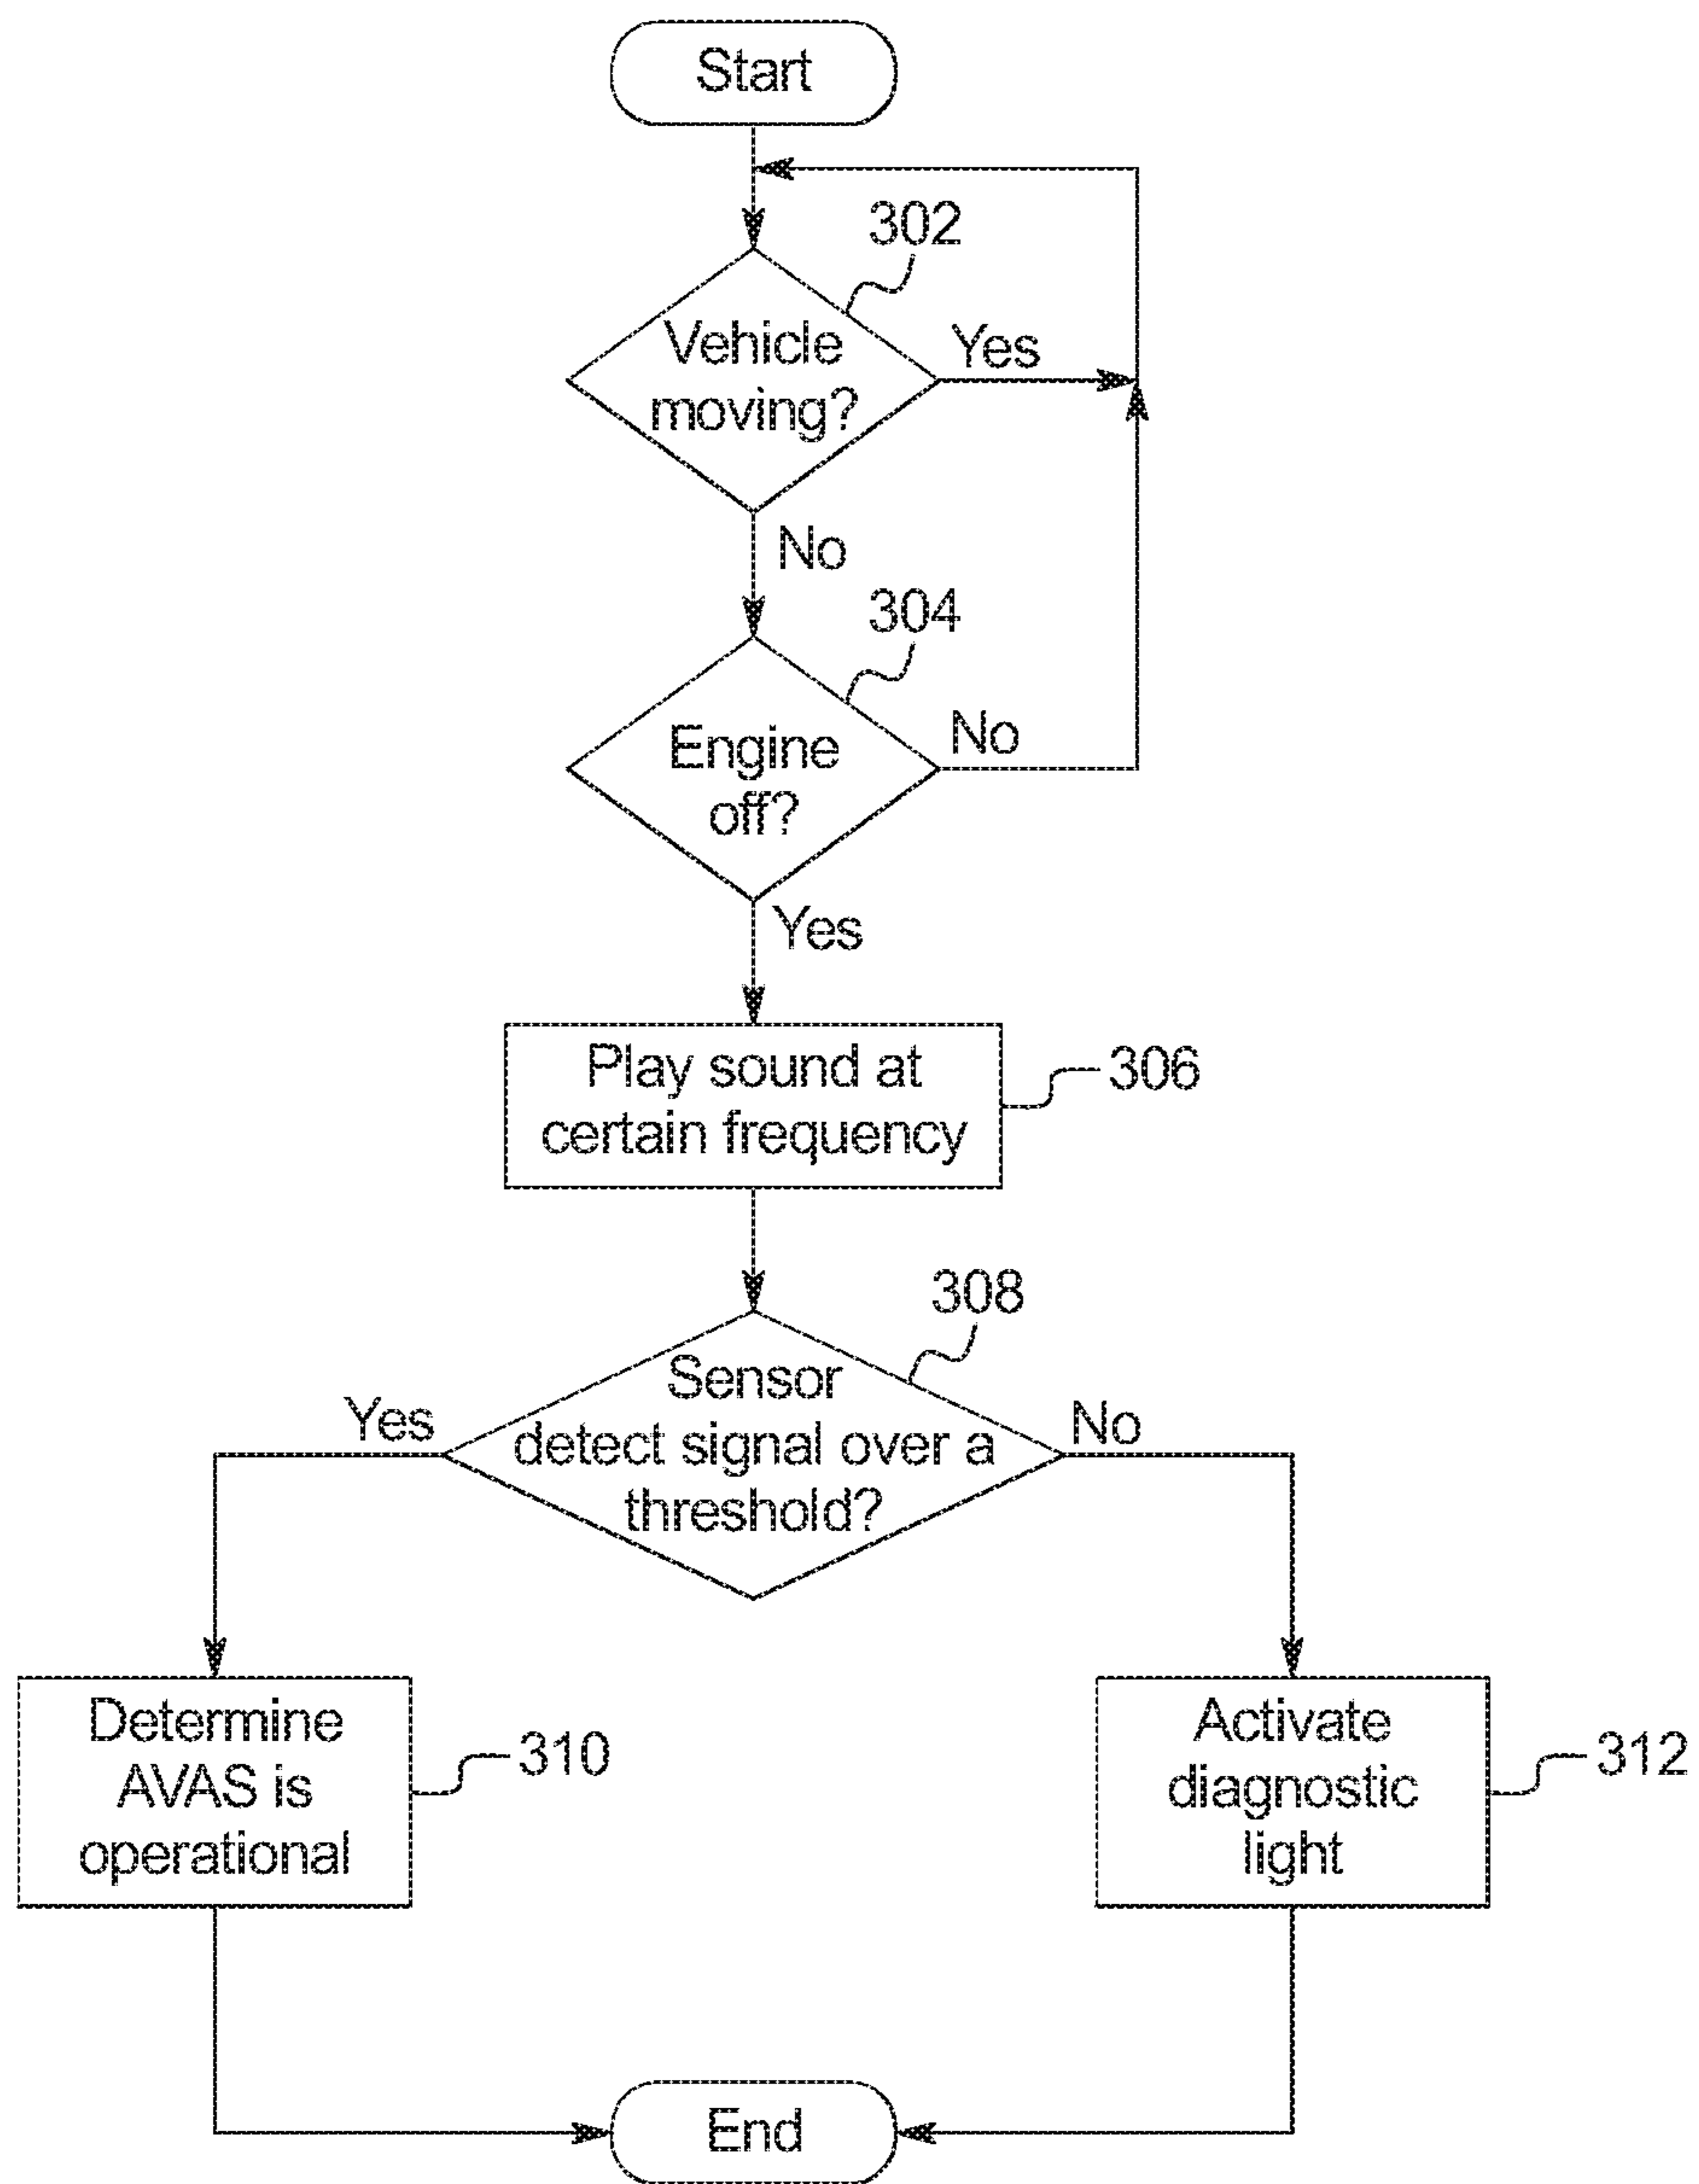 Start
302
Vehicle
moving?
Yes
No
304
Engine
off?
No
Yes
Play sound at
certain frequency
306
308
Sensor
detect signal over a
threshold?
Yes
No
Determine
AVAS is
operational
310
Activate
diagnostic
light
312
End